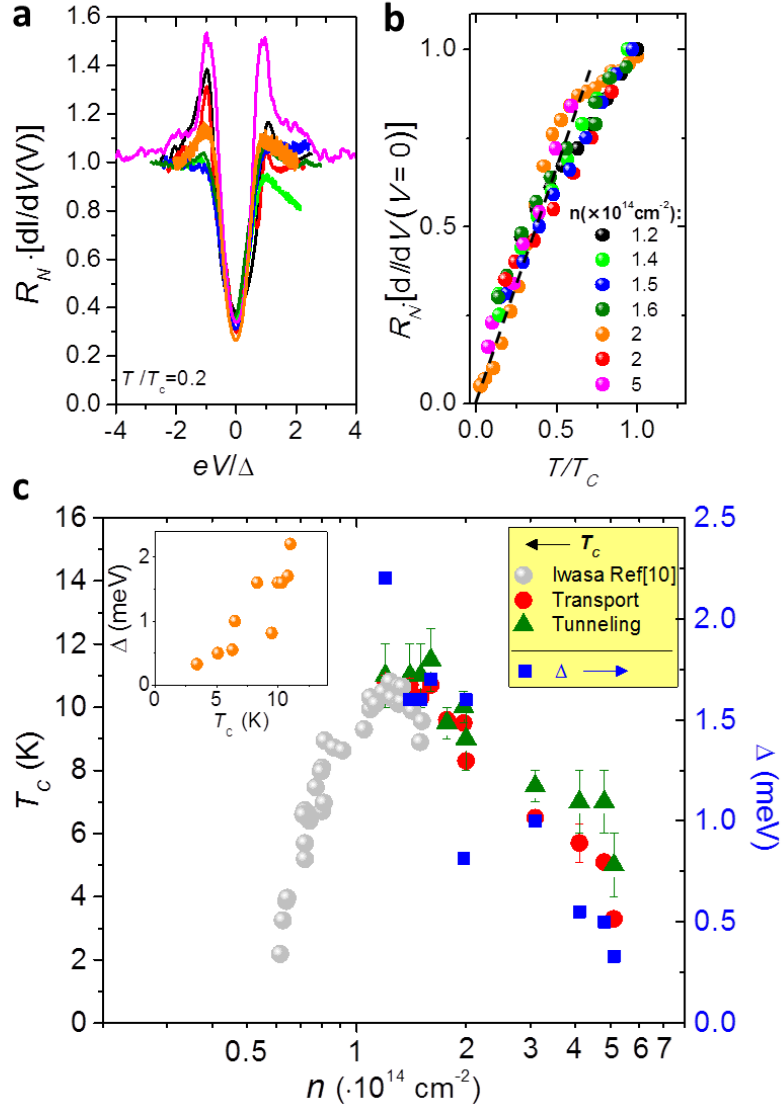 a
1.6
1.4
1.2
1.0
0.8
0.6
0.4
0.2
0.0
R_N·[dI/dV(V)]
T/T_c=0.2
-4 -2 0 2 4
eV/Δ
b
1.0
0.5
0.0
R_N·[dI/dV(V=0)]
n(×10^14 cm^-2):
1.2
1.4
1.5
1.6
2
2
5
0.0 0.5 1.0
T/T_C
c
16
14
12
10
8
6
4
2
0
T_c (K)
2
1
0
Δ (meV)
0 5 10
T_c (K)
T_c
Iwasa Ref[10]
Transport
Tunneling
Δ
2.5
2.0
1.5
1.0
0.5
0.0
Δ (meV)
0.5 1 2 3 4 5 6 7
n (·10^14 cm^-2)